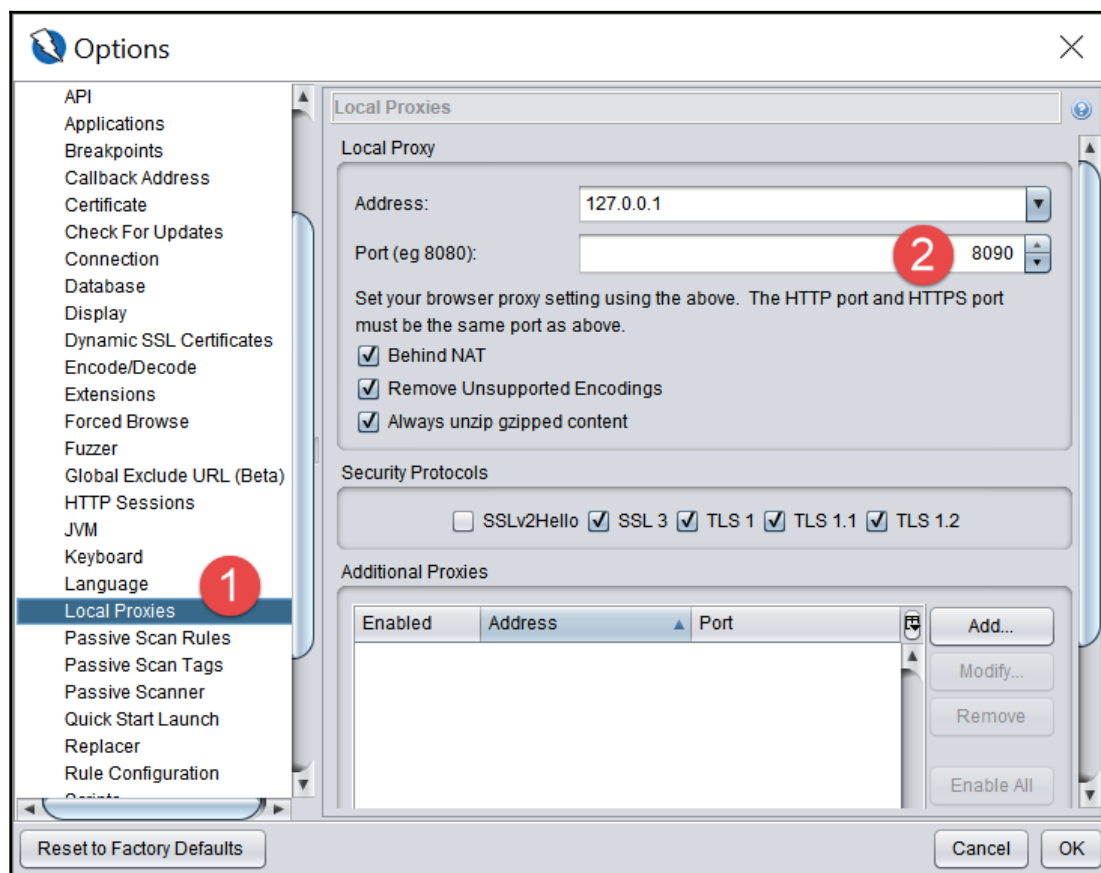 Options
API
Applications
Breakpoints
Callback Address
Certificate
Check For Updates
Connection
Database
Display
Dynamic SSL Certificates
Encode/Decode
Extensions
Forced Browse
Fuzzer
Global Exclude URL (Beta)
HTTP Sessions
JVM
Keyboard
Language
1
Local Proxies
Passive Scan Rules
Passive Scan Tags
Passive Scanner
Quick Start Launch
Replacer
Rule Configuration
Scripts
Local Proxies
Local Proxy
Address: 127.0.0.1
Port (eg 8080): 2 8090
Set your browser proxy setting using the above. The HTTP port and HTTPS port
must be the same port as above.
Behind NAT
Remove Unsupported Encodings
Always unzip gzipped content
Security Protocols
SSLv2Hello SSL 3 TLS 1 TLS 1.1 TLS 1.2
Additional Proxies
Enabled Address Port
Add...
Modify...
Remove
Enable All
Reset to Factory Defaults
Cancel OK